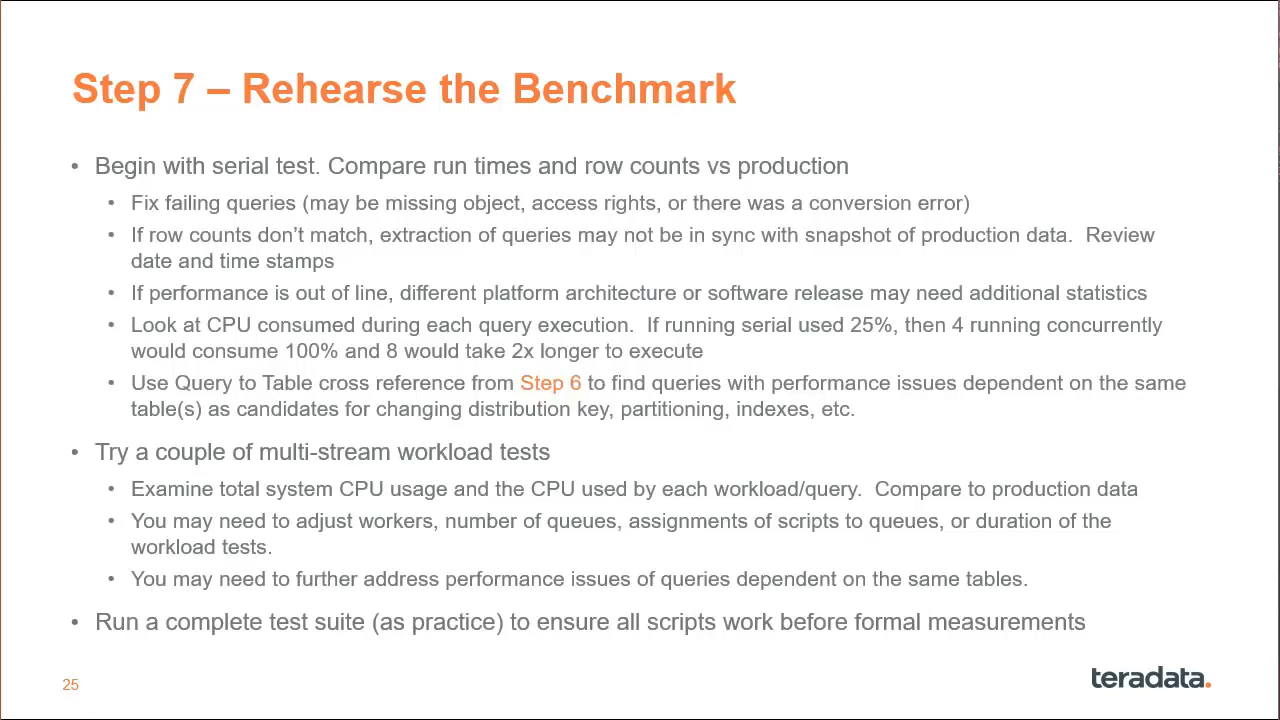 Step 7 – Rehearse the Benchmark
• Begin with serial test. Compare run times and row counts vs production
• Fix failing queries (may be missing object, access rights, or there was a conversion error)
• If row counts don't match, extraction of queries may not be in sync with snapshot of production data.  Review
date and time stamps
• If performance is out of line, different platform architecture or software release may need additional statistics
• Look at CPU consumed during each query execution.  If running serial used 25%, then 4 running concurrently
would consume 100% and 8 would take 2x longer to execute
• Use Query to Table cross reference from Step 6 to find queries with performance issues dependent on the same
table(s) as candidates for changing distribution key, partitioning, indexes, etc.
• Try a couple of multi-stream workload tests
• Examine total system CPU usage and the CPU used by each workload/query.  Compare to production data
• You may need to adjust workers, number of queues, assignments of scripts to queues, or duration of the
workload tests.
• You may need to further address performance issues of queries dependent on the same tables.
• Run a complete test suite (as practice) to ensure all scripts work before formal measurements
25
teradata.